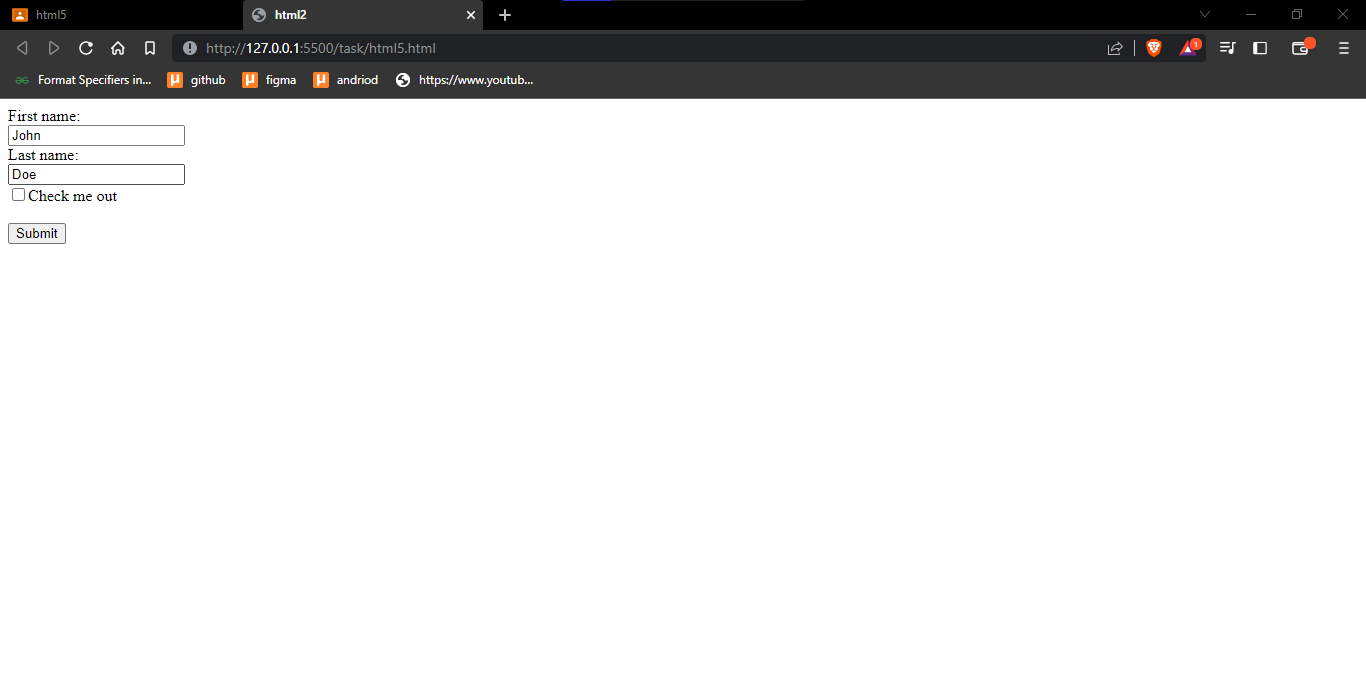 html5
html2
http://127.0.0.1:5500/task/html5.html
1
Format Specifiers in...
github
figma
andriod
https://www.youtub...
First name:
John
Last name:
Doe
Check me out
Submit